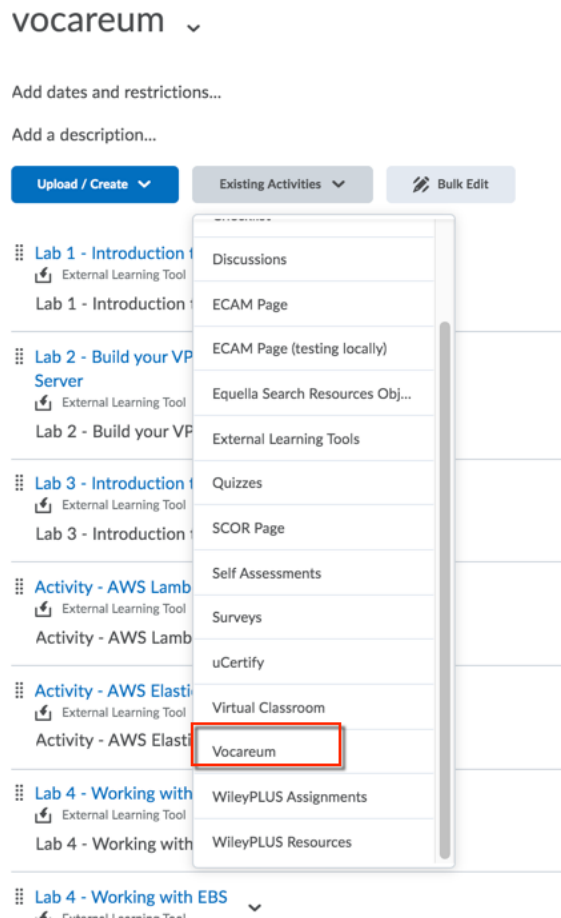 vocareum
Add dates and restrictions...
Add a description...
Upload / Create
Existing Activities
Bulk Edit
Lab 1 - Introduction
External Learning Tool
Lab 1 - Introduction
Lab 2 - Build your VP
Server
External Learning Tool
Lab 2 - Build your VP
Lab 3 - Introduction
External Learning Tool
Lab 3 - Introduction
Activity - AWS Lamb
External Learning Tool
Activity - AWS Lamb
Activity - AWS Elasti
External Learning Tool
Activity - AWS Elasti
Lab 4 - Working with
External Learning Tool
Lab 4 - Working with
Lab 4 - Working with EBS
External Learning Tool
Discussions
ECAM Page
ECAM Page (testing locally)
Equella Search Resources Obj...
External Learning Tools
Quizzes
SCOR Page
Self Assessments
Surveys
uCertify
Virtual Classroom
Vocareum
WileyPLUS Assignments
WileyPLUS Resources